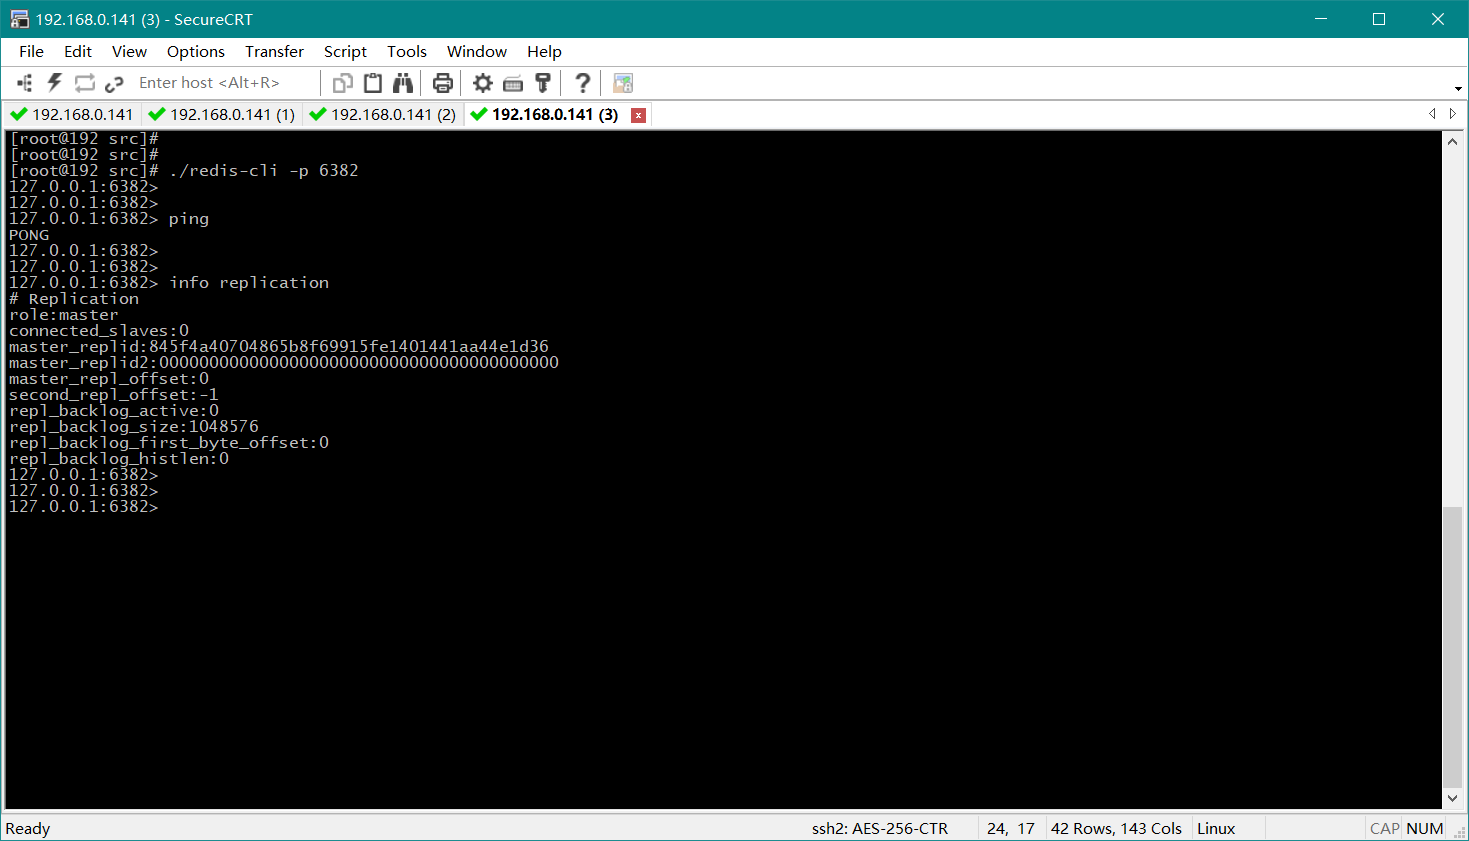 192.168.0.141 (3) - SecureCRT
File Edit View Options Transfer Script Tools Window Help
Enter host <Alt+R>
192.168.0.141 192.168.0.141 (1) 192.168.0.141 (2) 192.168.0.141 (3)
[root@192 src]#
[root@192 src]#
[root@192 src]# ./redis-cli -p 6382
127.0.0.1:6382>
127.0.0.1:6382>
127.0.0.1:6382> ping
PONG
127.0.0.1:6382>
127.0.0.1:6382>
127.0.0.1:6382> info replication
# Replication
role:master
connected_slaves:0
master_replid:845f4a40704865b8f69915fe1401441aa44e1d36
master_replid2:0000000000000000000000000000000000000000
master_repl_offset:0
second_repl_offset:-1
repl_backlog_active:0
repl_backlog_size:1048576
repl_backlog_first_byte_offset:0
repl_backlog_histlen:0
127.0.0.1:6382>
127.0.0.1:6382>
127.0.0.1:6382>
Ready ssh2: AES-256-CTR 24, 17 42 Rows, 143 Cols Linux CAP NUM